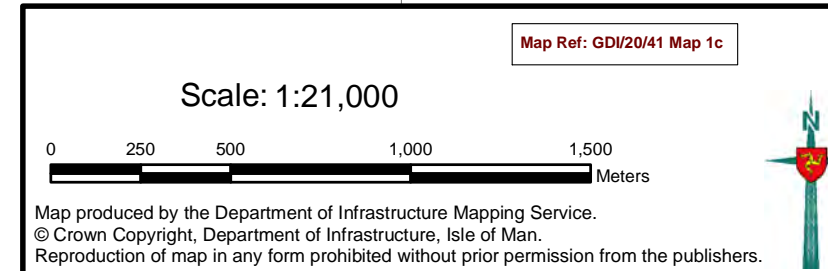 Map Ref: GDI/20/41 Map 1c
Scale: 1:21,000
0 250 500 1,000 1,500
Meters
N
Map produced by the Department of Infrastructure Mapping Service.
© Crown Copyright, Department of Infrastructure, Isle of Man.
Reproduction of map in any form prohibited without prior permission from the publishers.